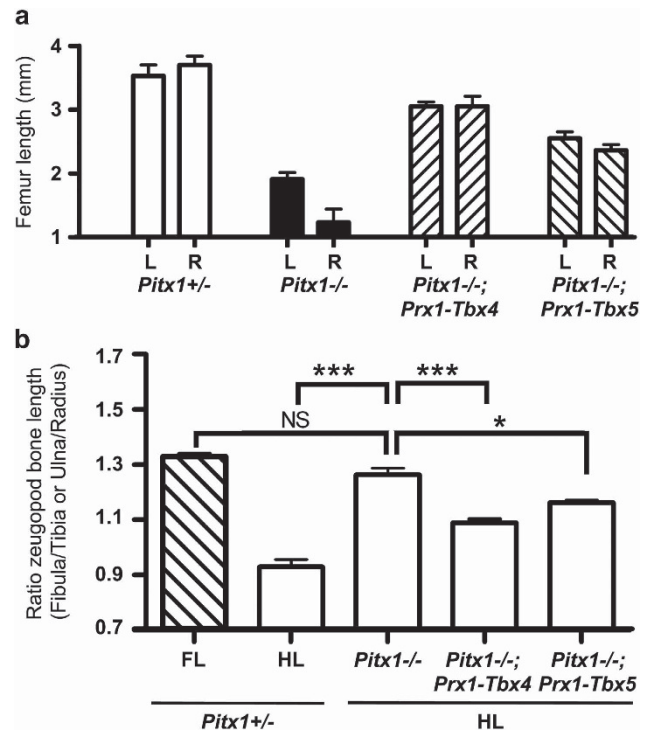 a
Femur length (mm)
4
3
2
1
L R L R L R L R
Pitx1+/- Pitx1-/- Pitx1-/-; Pitx1-/-;
Prx1-Tbx4 Prx1-Tbx5
b
Ratio zeugopod bone length
(Fibula/Tibia or Ulna/Radius)
1.7
1.5
1.3
1.1
0.9
0.7
*** ***
NS *
FL HL Pitx1-/- Pitx1-/-; Pitx1-/-;
Prx1-Tbx4 Prx1-Tbx5
Pitx1+/- HL